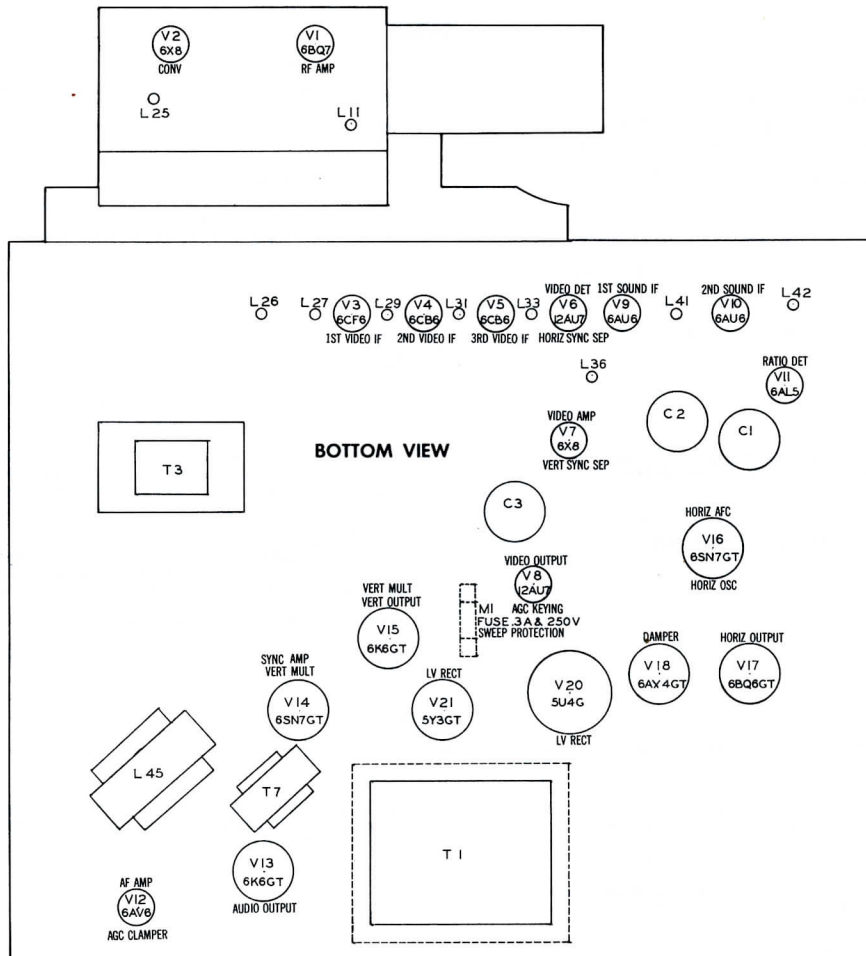 V2
6X8
CONV
V1
6BQ7
RF AMP
L25
L11
L26
L27
V3
6CF6
1ST VIDEO IF
L29
V4
6CB6
2ND VIDEO IF
L31
V5
6CB6
3RD VIDEO IF
L33
VIDEO DET
V6
12AU7
HORIZ SYNC SEP
1ST SOUND IF
V9
6AU6
L41
2ND SOUND IF
V10
6AU6
L42
L36
RATIO DET
V11
6AL5
T3
BOTTOM VIEW
VIDEO AMP
V7
6X8
VERT SYNC SEP
C2
C1
C3
HORIZ AFC
V16
6SN7GT
HORIZ OSC
VIDEO OUTPUT
V8
12AU7
AGC KEYING
M1
FUSE .3A & 250V
SWEEP PROTECTION
VERT MULT
VERT OUTPUT
V15
6K6GT
SYNC AMP
VERT MULT
V14
6SN7GT
LV RECT
V21
5Y3GT
V20
5U4G
LV RECT
DAMPER
V18
6AX4GT
HORIZ OUTPUT
V17
6BQ6GT
L45
T7
T1
V13
6K6GT
AUDIO OUTPUT
AF AMP
V12
6AV6
AGC CLAMPER